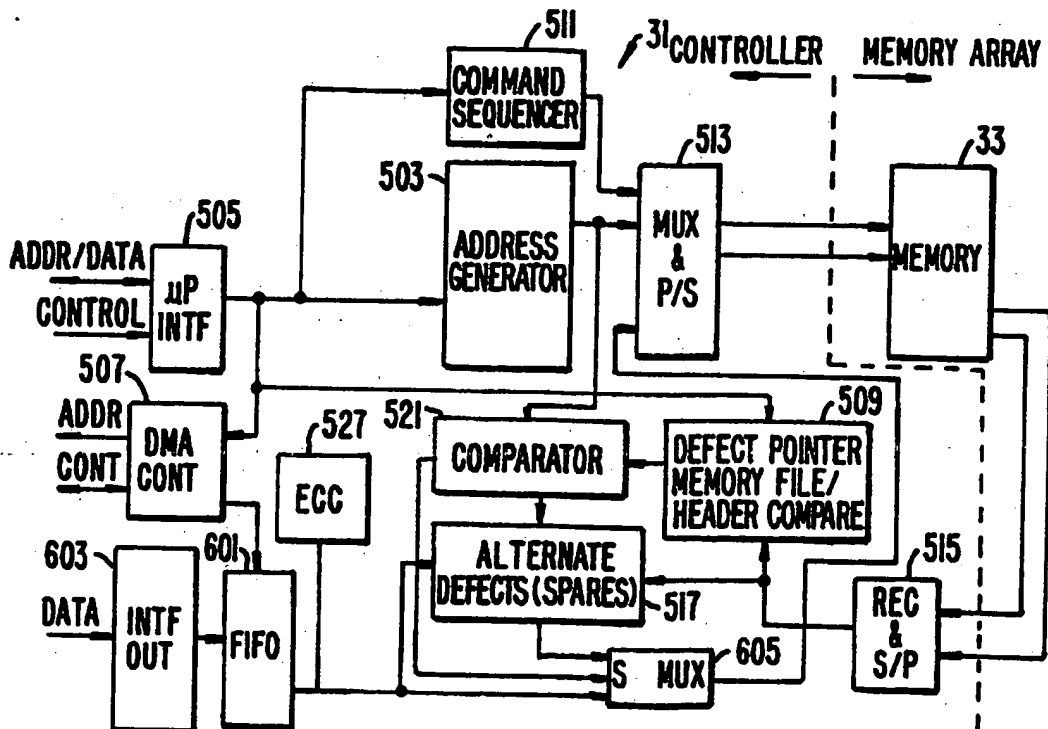 511
31 CONTROLLER
MEMORY ARRAY
COMMAND
SEQUENCER
513
33
503
505
ADDR/DATA
µP
INTF
CONTROL
ADDRESS
GENERATOR
MUX
&
P/S
MEMORY
507
ADDR
CONT
DMA
CONT
527
ECC
521
COMPARATOR
509
DEFECT POINTER
MEMORY FILE/
HEADER COMPARE
603
601
ALTERNATE
DEFECTS (SPARES)
517
515
REC
&
S/P
DATA
INTF
OUT
FIFO
S MUX
605